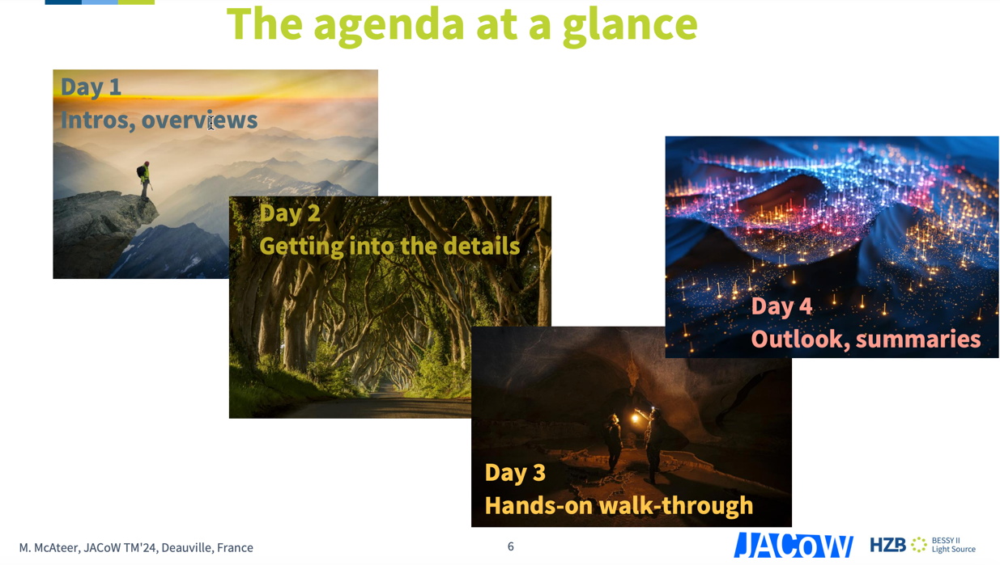 The agenda at a glance
Day 1
Intros, overviews
Day 2
Getting into the details
Day 3
Hands-on walk-through
Day 4
Outlook, summaries
M. McAteer, JACoW TM'24, Deauville, France
6
JACoW
HZB
BESSY II
Light Source